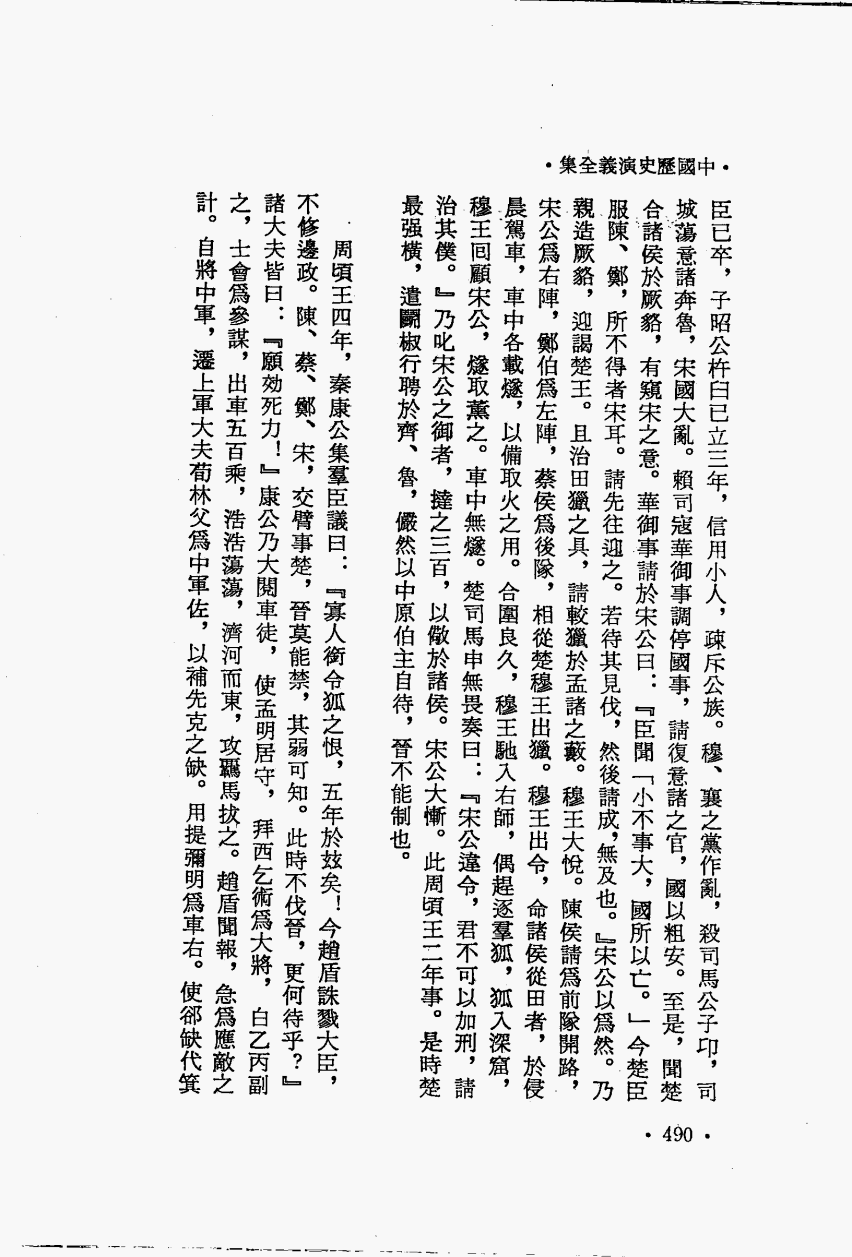 •中國歷史演義全集•
臣已卒，子昭公杵臼已立三年，信用小人，疎斥公族。穆、襄之黨作亂，殺司馬公子卬，司
城蕩意諸奔魯，宋國大亂。賴司寇華御事調停國事，請復意諸之官，國以粗安。至是，聞楚
合諸侯於厥貉，有窺宋之意。華御事請於宋公曰：『臣聞「小不事大，國所以亡。」今楚臣
服陳、鄭，所不得者宋耳。請先往迎之。若待其見伐，然後請成，無及也。』宋公以爲然。乃
親造厥貉，迎謁楚王。且治田獵之具，請較獵於孟諸之藪。穆王大悅。陳侯請爲前隊開路，
宋公爲右陣，鄭伯爲左陣，蔡侯爲後隊，相從楚穆王出獵。穆王出令，命諸侯從田者，於侵
晨駕車，車中各載燧，以備取火之用。合圍良久，穆王馳入右師，偶趕逐羣狐，狐入深窟，
穆王回顧宋公，燧取薰之。車中無燧。楚司馬申無畏奏曰：『宋公違令，君不可以加刑，請
治其僕。』乃叱宋公之御者，撻之三百，以儆於諸侯。宋公大慚。此周頃王二年事。是時楚
最强橫，遣鬬椒行聘於齊、魯，儼然以中原伯主自待，晉不能制也。
周頃王四年，秦康公集羣臣議曰：『寡人銜令狐之恨，五年於玆矣！今趙盾誅戮大臣，
不修邊政。陳、蔡、鄭、宋，交臂事楚，晉莫能禁，其弱可知。此時不伐晉，更何待乎？』
諸大夫皆曰：『願効死力！』康公乃大閱車徒，使孟明居守，拜西乞術爲大將，白乙丙副
之，士會爲參謀，出車五百乘，浩浩蕩蕩，濟河而東，攻羈馬拔之。趙盾聞報，急爲應敵之
計。自將中軍，遷上軍大夫荀林父爲中軍佐，以補先克之缺。用提彌明爲車右。使郤缺代箕
•490•